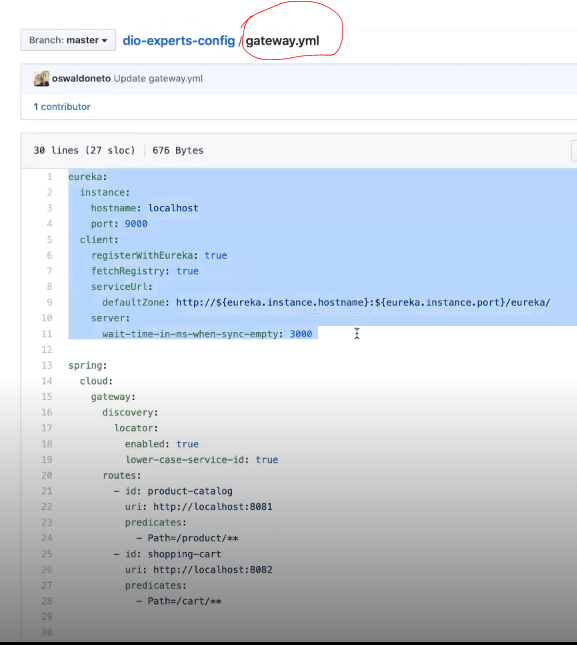 Branch: master
dio-experts-config / gateway.yml
oswaldoneto Update gateway.yml
1 contributor
30 lines (27 sloc) 676 Bytes
1 eureka:
2   instance:
3     hostname: localhost
4     port: 9000
5   client:
6     registerWithEureka: true
7     fetchRegistry: true
8     serviceUrl:
9       defaultZone: http://${eureka.instance.hostname}:${eureka.instance.port}/eureka/
10     server:
11       wait-time-in-ms-when-sync-empty: 3000
12
13 spring:
14   cloud:
15     gateway:
16       discovery:
17         locator:
18           enabled: true
19           lower-case-service-id: true
20       routes:
21         - id: product-catalog
22           uri: http://localhost:8081
23           predicates:
24             - Path=/product/**
25         - id: shopping-cart
26           uri: http://localhost:8082
27           predicates:
28             - Path=/cart/**
29
30